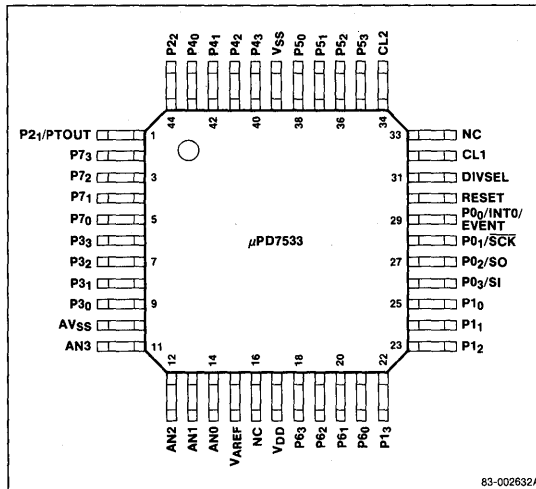 P2₂ P4₀ P4₁ P4₂ P4₃ VSS P5₀ P5₁ P5₂ P5₃ CL2
44 42 40 38 36 34
P2₁/PTOUT 1
P7₃
P7₂ 3
P7₁
P7₀ 5
P3₃
P3₂ 7
P3₁
P3₀ 9
AVSS
AN3 11
μPD7533
33 NC
CL1
31 DIVSEL
RESET
29 P0₀/INT0/
EVENT
P0₁/S̅C̅K̅
27 P0₂/SO
P0₃/SI
25 P1₀
P1₁
23 P1₂
12 14 16 18 20 22
AN2 AN1 AN0 VAREF NC VDD P6₃ P6₂ P6₁ P6₀ P1₃
83-002632A